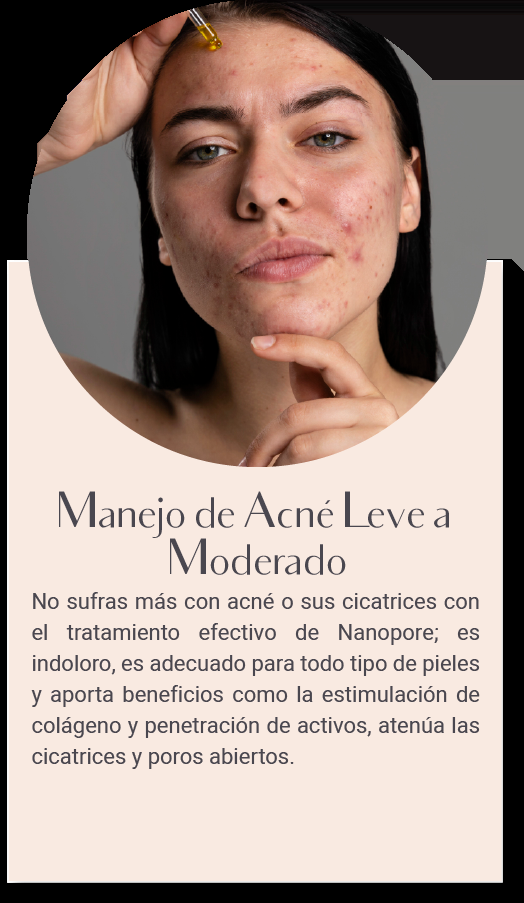 Manejo de Acné Leve a
Moderado
No sufras más con acné o sus cicatrices con
el tratamiento efectivo de Nanopore; es
indoloro, es adecuado para todo tipo de pieles
y aporta beneficios como la estimulación de
colágeno y penetración de activos, atenúa las
cicatrices y poros abiertos.